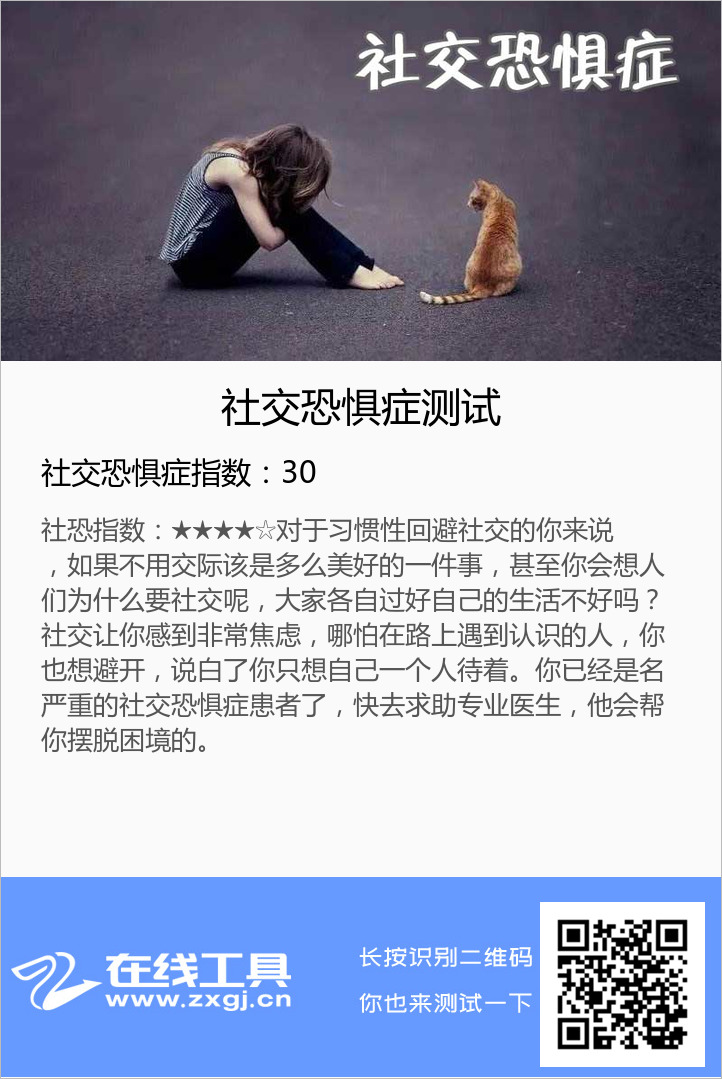 社交恐惧症
社交恐惧症测试
社交恐惧症指数：30
社恐指数：★★★★☆对于习惯性回避社交的你来说
，如果不用交际该是多么美好的一件事，甚至你会想人
们为什么要社交呢，大家各自过好自己的生活不好吗？
社交让你感到非常焦虑，哪怕在路上遇到认识的人，你
也想避开，说白了你只想自己一个人待着。你已经是名
严重的社交恐惧症患者了，快去求助专业医生，他会帮
你摆脱困境的。
在线工具
www.zxgj.cn
长按识别二维码
你也来测试一下